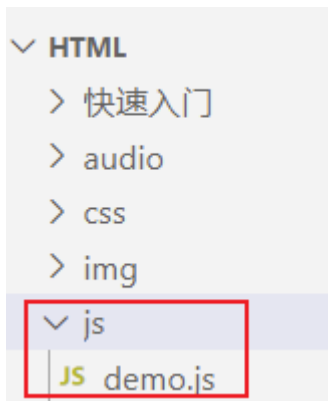 HTML
快速入门
audio
css
img
js
JS demo.js